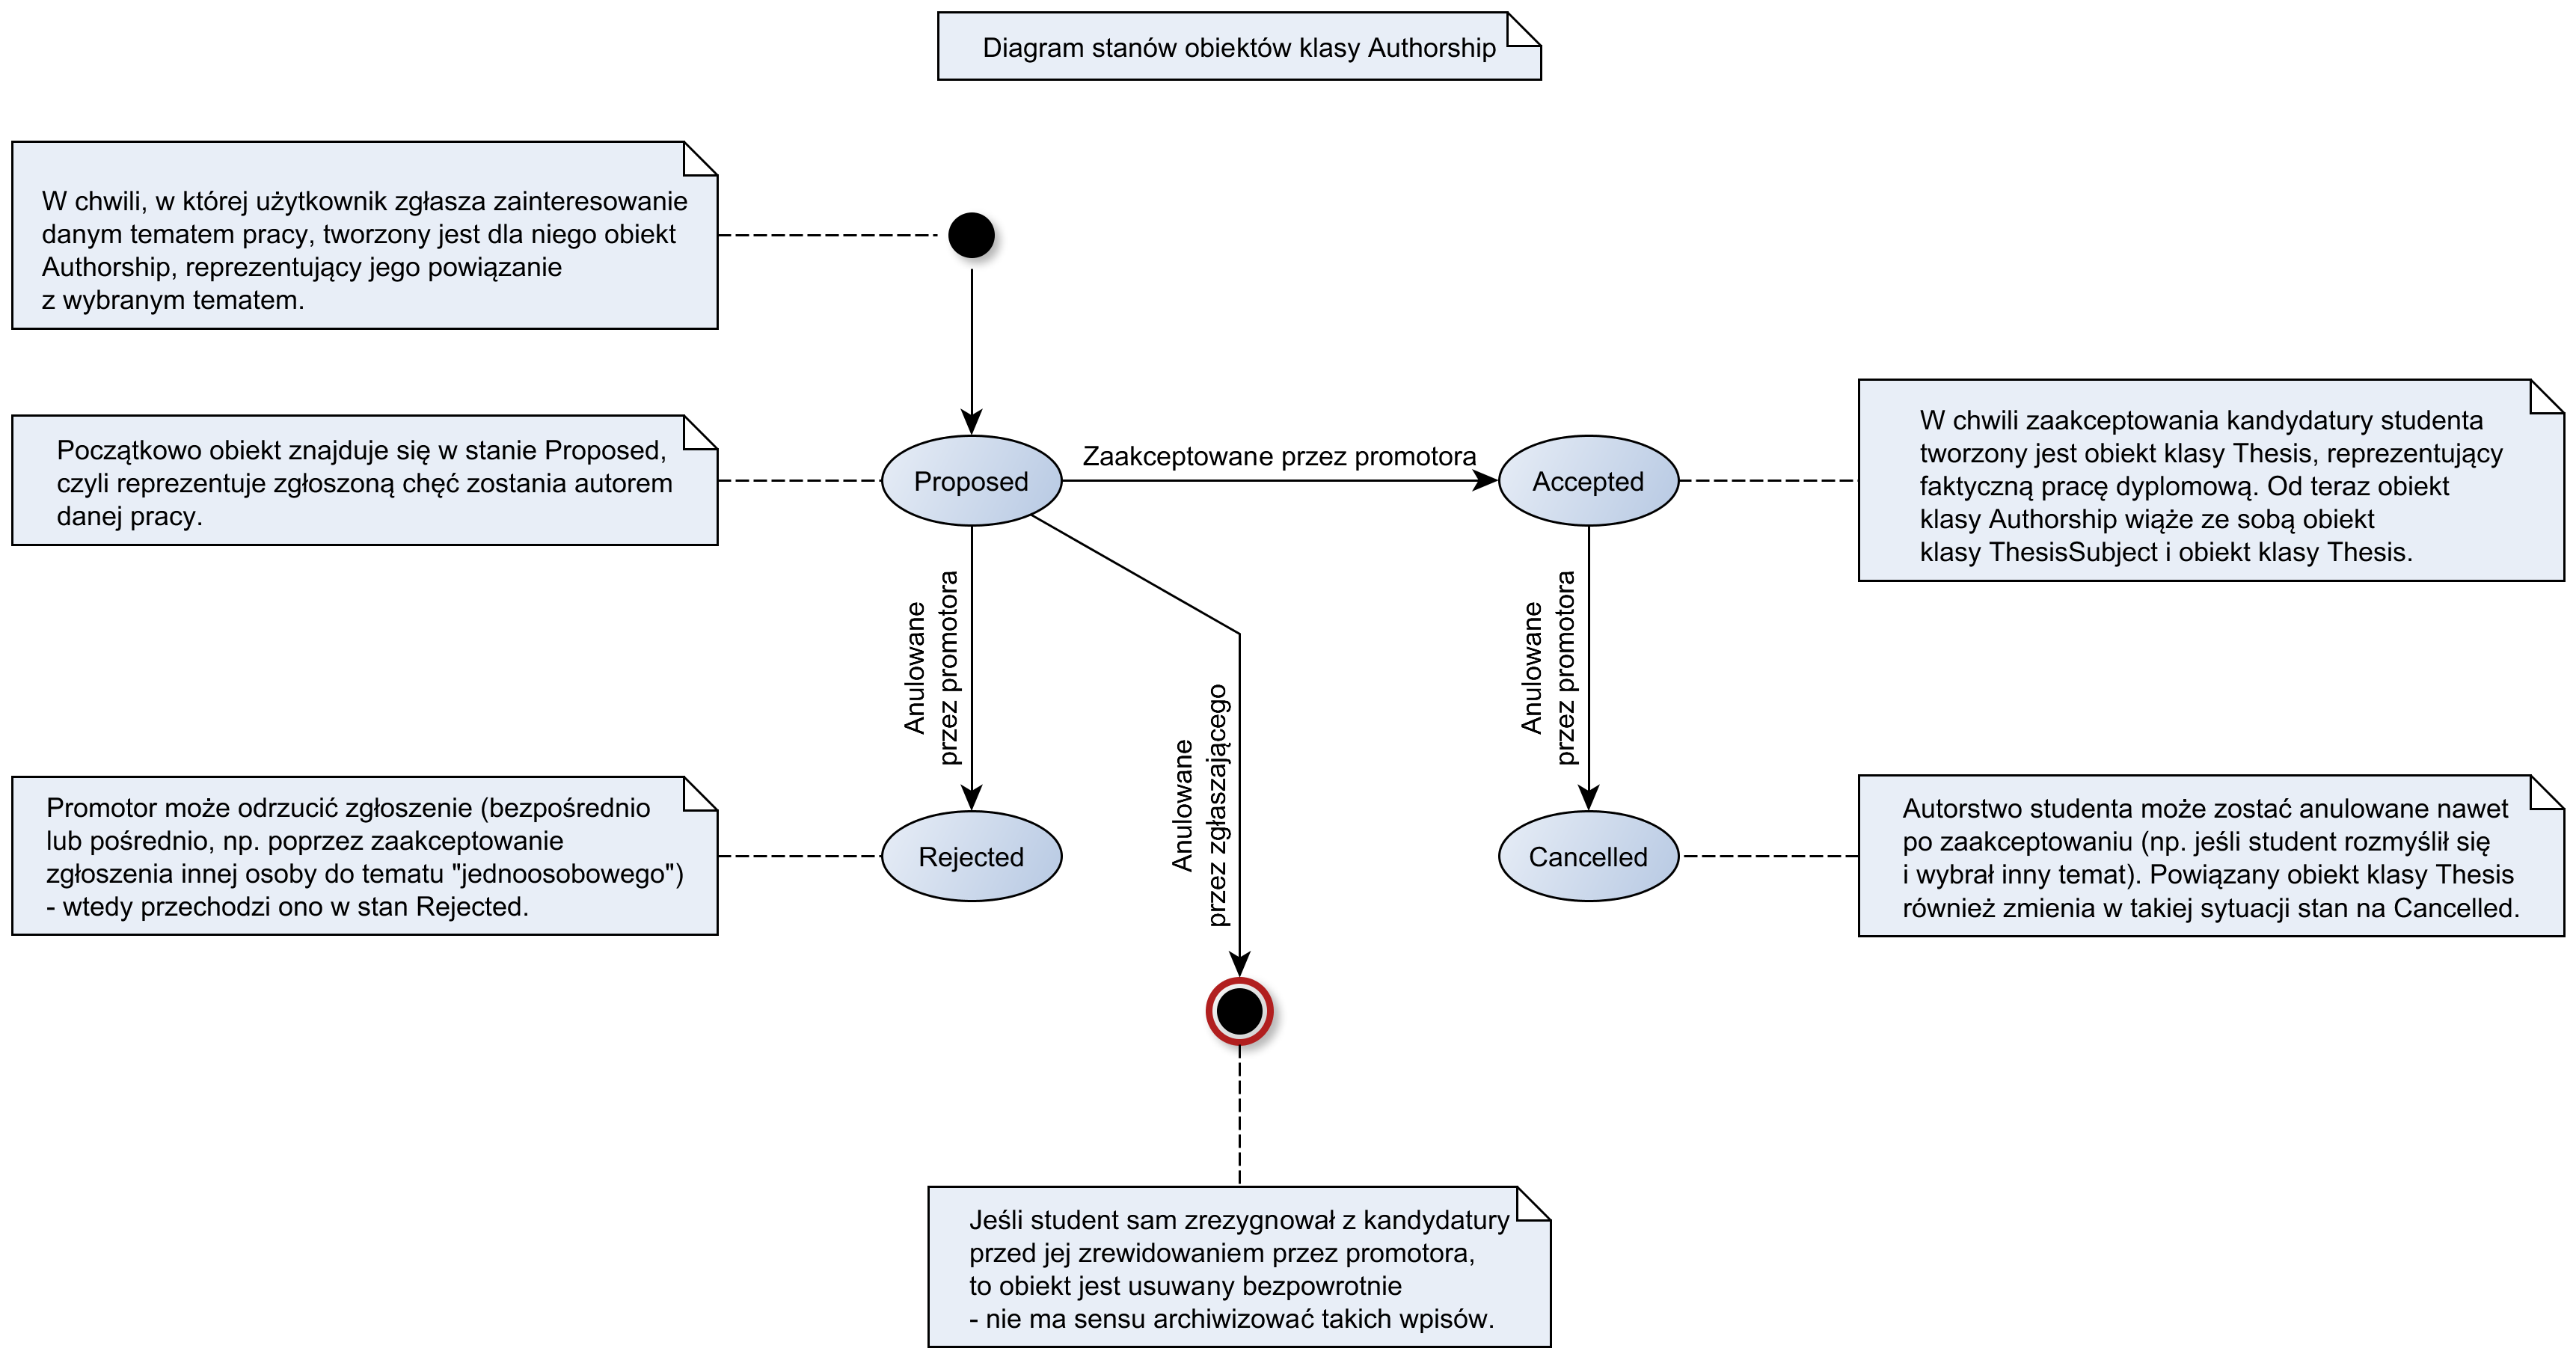 Diagram stanów obiektów klasy Authorship
W chwili, w której użytkownik zgłasza zainteresowanie
danym tematem pracy, tworzony jest dla niego obiekt
Authorship, reprezentujący jego powiązanie
z wybranym tematem.
Początkowo obiekt znajduje się w stanie Proposed,
czyli reprezentuje zgłoszoną chęć zostania autorem
danej pracy.
Proposed
Zaakceptowane przez promotora
Accepted
W chwili zaakceptowania kandydatury studenta
tworzony jest obiekt klasy Thesis, reprezentujący
faktyczną pracę dyplomową. Od teraz obiekt
klasy Authorship wiąże ze sobą obiekt
klasy ThesisSubject i obiekt klasy Thesis.
Anulowane
przez promotora
Anulowane
przez zgłaszającego
Anulowane
przez promotora
Promotor może odrzucić zgłoszenie (bezpośrednio
lub pośrednio, np. poprzez zaakceptowanie
zgłoszenia innej osoby do tematu "jednoosobowego")
- wtedy przechodzi ono w stan Rejected.
Rejected
Cancelled
Autorstwo studenta może zostać anulowane nawet
po zaakceptowaniu (np. jeśli student rozmyślił się
i wybrał inny temat). Powiązany obiekt klasy Thesis
również zmienia w takiej sytuacji stan na Cancelled.
Jeśli student sam zrezygnował z kandydatury
przed jej zrewidowaniem przez promotora,
to obiekt jest usuwany bezpowrotnie
- nie ma sensu archiwizować takich wpisów.